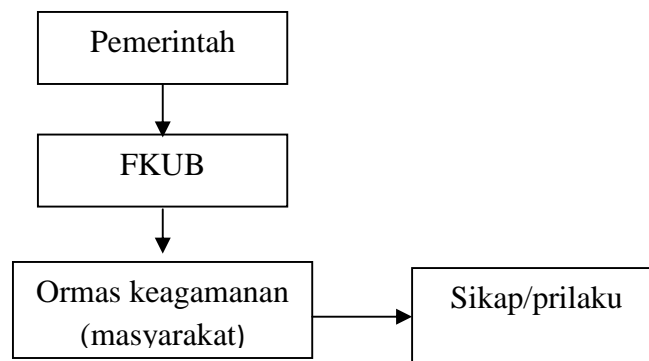 Pemerintah
FKUB
Ormas keagamanan
(masyarakat)
Sikap/prilaku